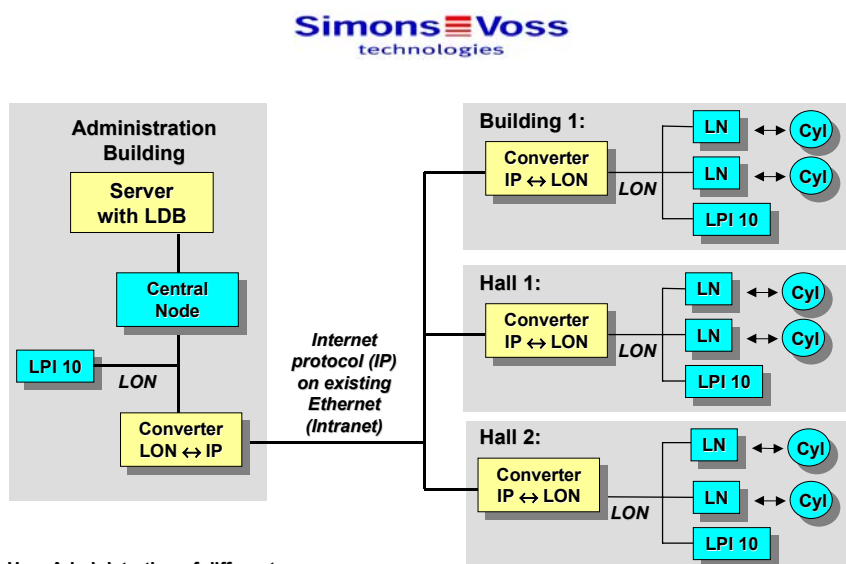 Simons Voss
technologies
Administration
Building
Server
with LDB
Central
Node
LPI 10
LON
Converter
LON ↔ IP
Internet
protocol (IP)
on existing
Ethernet
(Intranet)
Building 1:
Converter
IP ↔ LON
LON
LN
Cyl
LN
Cyl
LPI 10
Hall 1:
Converter
IP ↔ LON
LON
LN
Cyl
LN
Cyl
LPI 10
Hall 2:
Converter
IP ↔ LON
LON
LN
Cyl
LN
Cyl
LPI 10